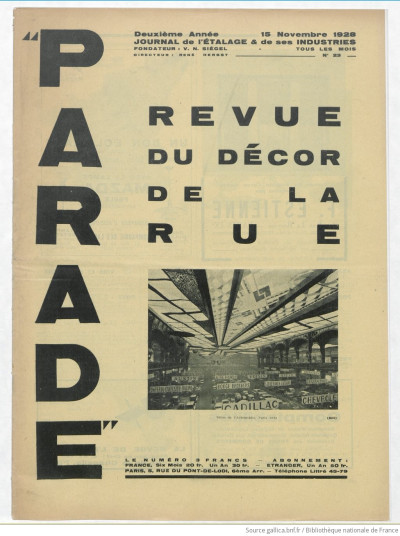 "PARADE"
Deuxième Année 15 Novembre 1928
JOURNAL de l'ÉTALAGE & de ses INDUSTRIES
FONDATEUR : V. N. SIÉGEL - TOUS LES MOIS
DIRECTEUR : RENÉ HERBST N° 23
REVUE
DU DÉCOR
DE LA
RUE
CADILLAC
CHEVROLET
LE NUMÉRO 3 FRANCS - ABONNEMENT :
FRANCE, Six Mois 20 fr. Un An 30 fr. - ETRANGER, Un An 60 fr.
PARIS, 5, RUE DU PONT-DE-LODI, 6ème Arr. - Téléphone Littré 45-79
Source gallica.bnf.fr / Bibliothèque nationale de France